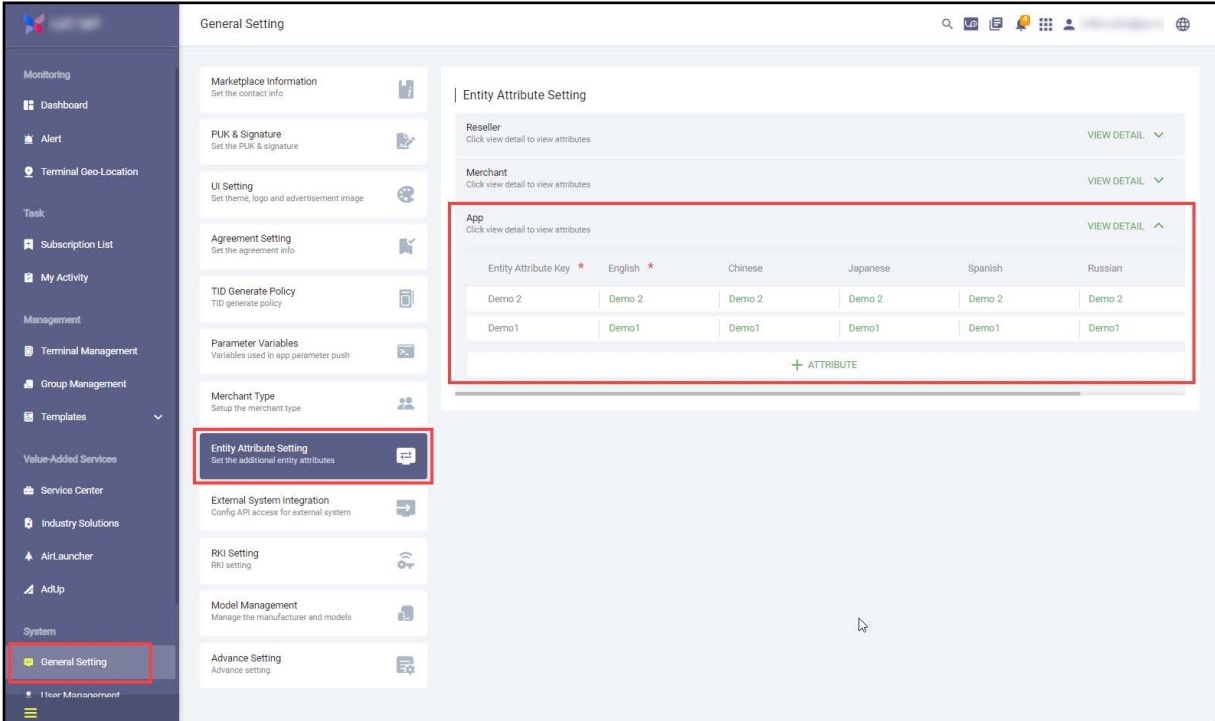 General Setting
4
Monitoring
Dashboard
Alert
Terminal Geo-Location
Task
Subscription List
My Activity
Management
Terminal Management
Group Management
Templates
Value-Added Services
Service Center
Industry Solutions
AirLauncher
AdUp
System
General Setting
User Management
Marketplace Information
Set the contact info
PUK & Signature
Set the PUK & signature
UI Setting
Set theme, logo and advertisement image
Agreement Setting
Set the agreement info
TID Generate Policy
TID generate policy
Parameter Variables
Variables used in app parameter push
Merchant Type
Setup the merchant type
Entity Attribute Setting
Set the additional entity attributes
External System Integration
Config API access for external system
RKI Setting
RKI setting
Model Management
Manage the manufacturer and models
Advance Setting
Advance setting
Entity Attribute Setting
Reseller
Click view detail to view attributes
VIEW DETAIL
Merchant
Click view detail to view attributes
VIEW DETAIL
App
Click view detail to view attributes
VIEW DETAIL
Entity Attribute Key * English * Chinese Japanese Spanish Russian
Demo 2 Demo 2 Demo 2 Demo 2 Demo 2 Demo 2
Demo1 Demo1 Demo1 Demo1 Demo1 Demo1
+ ATTRIBUTE